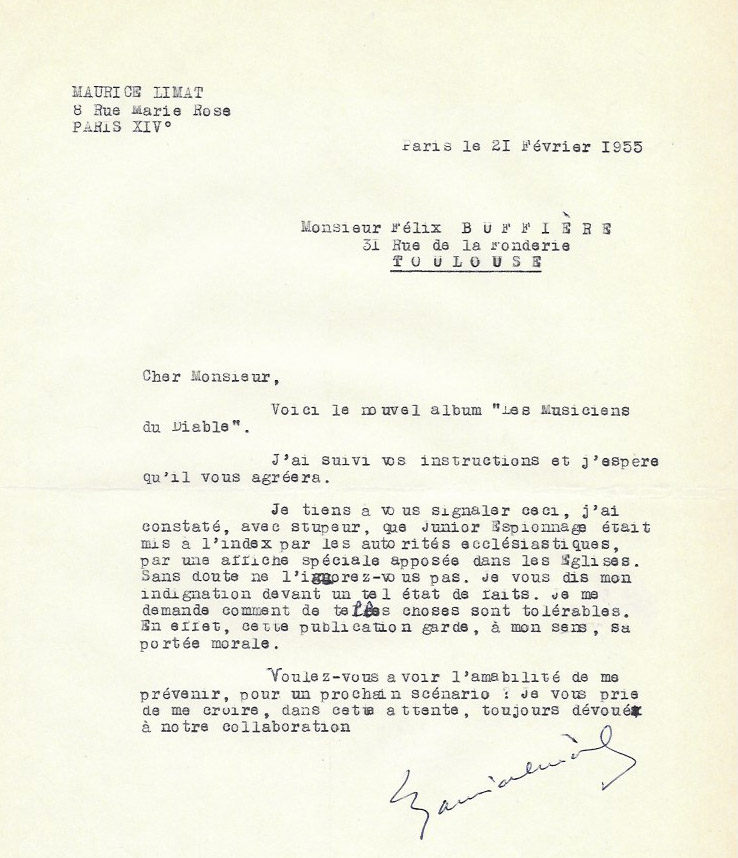 MAURICE LIMAT
8 Rue Marie Rose
PARIS XIV°
Paris le 2I Février I955
Monsieur Félix B U F F I È R E
3I Rue de la Fonderie
T O U L O U S E
Cher Monsieur,
Voici le nouvel album "Les Musiciens
du Diable".
J'ai suivi vos instructions et j'espère
qu'il vous agréera.
Je tiens à vous signaler ceci, j'ai
constaté, avec stupeur, que Junior Espionnage était
mis à l'index par les autorités ecclésiastiques,
par une affiche spéciale apposée dans les Eglises.
Sans doute ne l'ignorez-vous pas. Je vous dis mon
indignation devant un tel état de faits. Je me
demande comment de telles choses sont tolérables.
En effet, cette publication garde, à mon sens, sa
portée morale.
Voulez-vous avoir l'amabilité de me
prévenir, pour un prochain scénario : Je vous prie
de me croire, dans cette attente, toujours dévoué
à notre collaboration